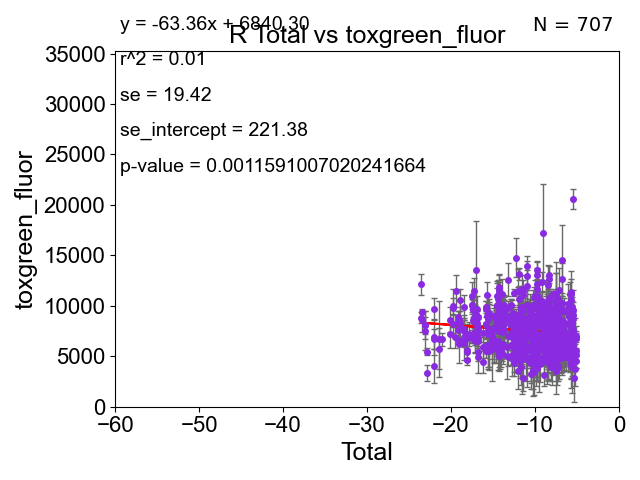 y = -63.36x + 6840.30
N = 707
R Total vs toxgreen_fluor
r^2 = 0.01
se = 19.42
se_intercept = 221.38
p-value = 0.0011591007020241664
35000
30000
25000
20000
15000
10000
5000
0
toxgreen_fluor
−60
−50
−40
−30
−20
−10
0
Total